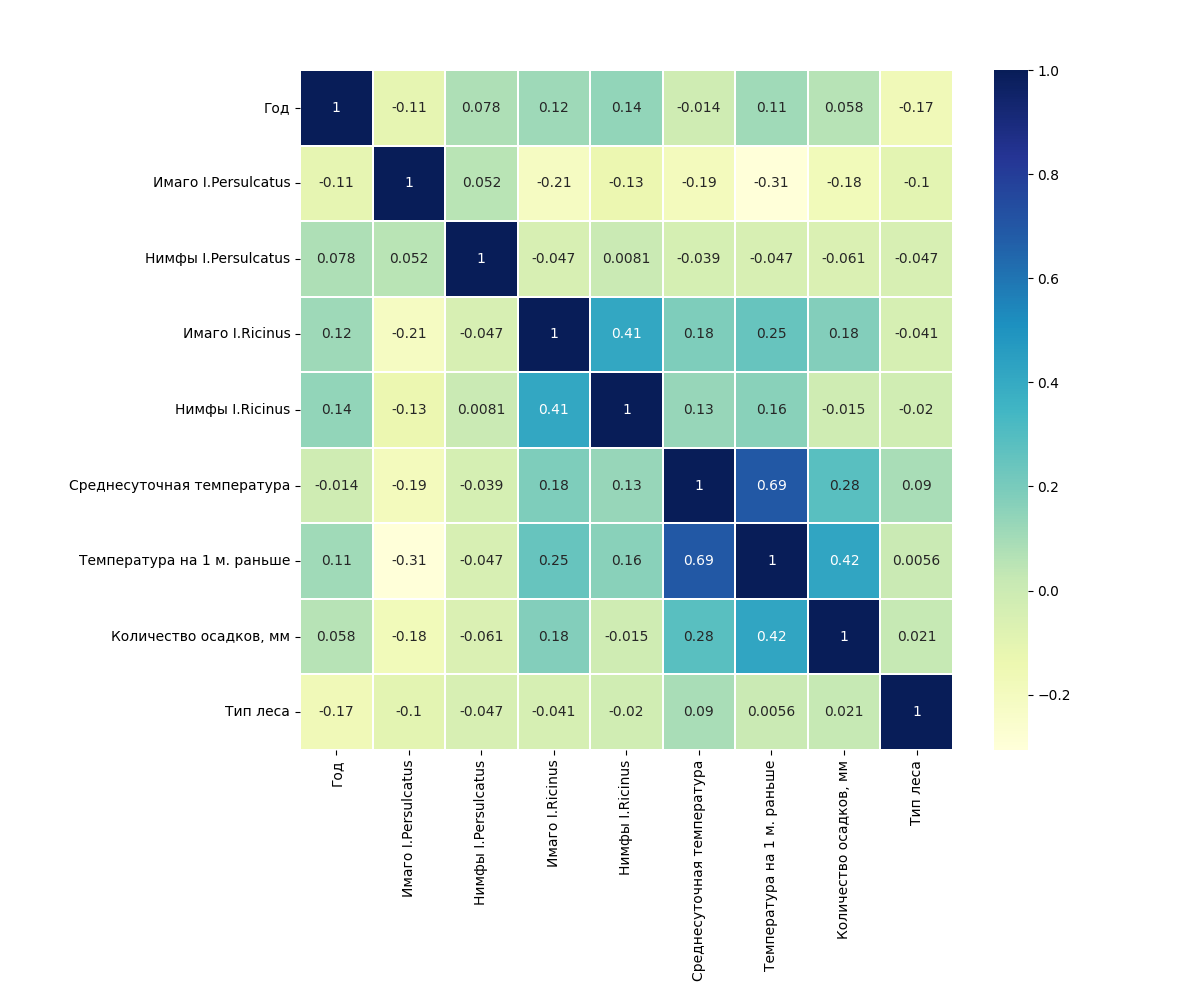 Год 1 -0.11 0.078 0.12 0.14 -0.014 0.11 0.058 -0.17
Имаго I.Persulcatus -0.11 1 0.052 -0.21 -0.13 -0.19 -0.31 -0.18 -0.1
Нимфы I.Persulcatus 0.078 0.052 1 -0.047 0.0081 -0.039 -0.047 -0.061 -0.047
Имаго I.Ricinus 0.12 -0.21 -0.047 1 0.41 0.18 0.25 0.18 -0.041
Нимфы I.Ricinus 0.14 -0.13 0.0081 0.41 1 0.13 0.16 -0.015 -0.02
Среднесуточная температура -0.014 -0.19 -0.039 0.18 0.13 1 0.69 0.28 0.09
Температура на 1 м. раньше 0.11 -0.31 -0.047 0.25 0.16 0.69 1 0.42 0.0056
Количество осадков, мм 0.058 -0.18 -0.061 0.18 -0.015 0.28 0.42 1 0.021
Тип леса -0.17 -0.1 -0.047 -0.041 -0.02 0.09 0.0056 0.021 1
Год
Имаго I.Persulcatus
Нимфы I.Persulcatus
Имаго I.Ricinus
Нимфы I.Ricinus
Среднесуточная температура
Температура на 1 м. раньше
Количество осадков, мм
Тип леса
1.0
0.8
0.6
0.4
0.2
0.0
−0.2